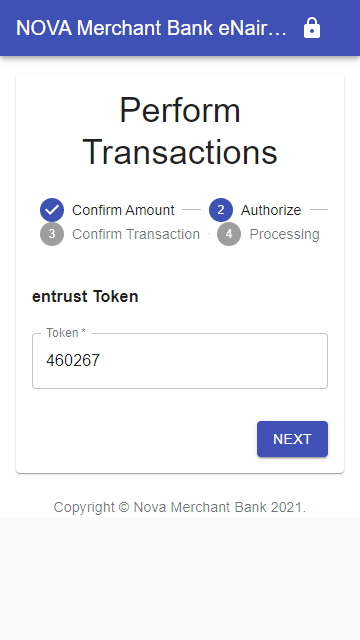 NOVA Merchant Bank eNair...
Perform
Transactions
Confirm Amount
2 Authorize
3 Confirm Transaction
4 Processing
entrust Token
Token *
460267
NEXT
Copyright © Nova Merchant Bank 2021.